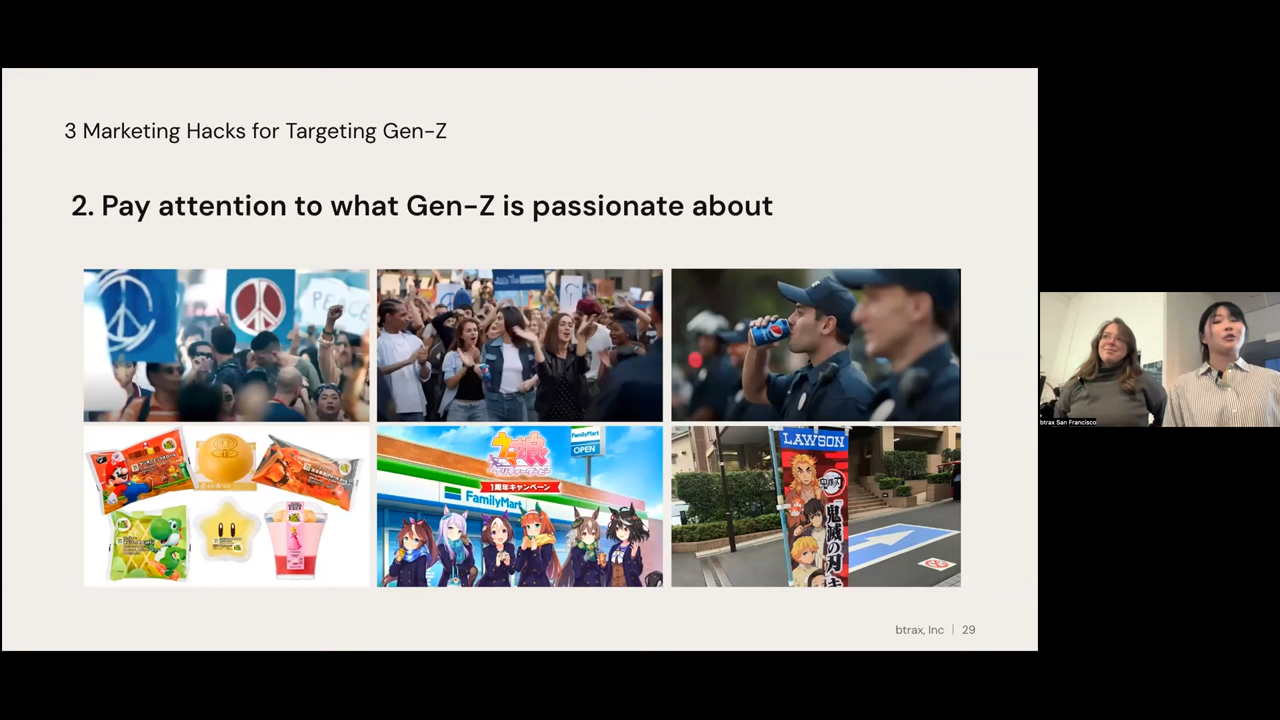 3 Marketing Hacks for Targeting Gen-Z
2. Pay attention to what Gen-Z is passionate about
PEACE
FamilyMart
OPEN
1周年キャンペーン
FamilyMart
LAWSON
鬼滅の刃
btrax, Inc | 29
btrax San Francisco